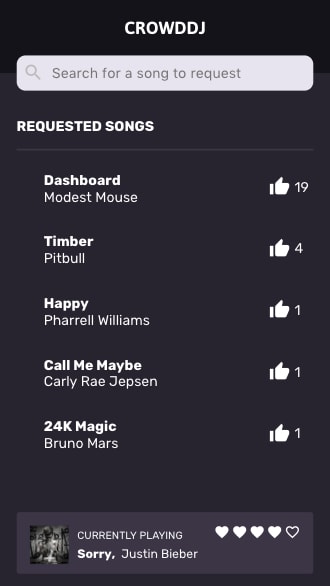 CROWDDJ
Search for a song to request
REQUESTED SONGS
Dashboard
Modest Mouse
19
Timber
Pitbull
4
Happy
Pharrell Williams
1
Call Me Maybe
Carly Rae Jepsen
1
24K Magic
Bruno Mars
1
CURRENTLY PLAYING
Sorry, Justin Bieber